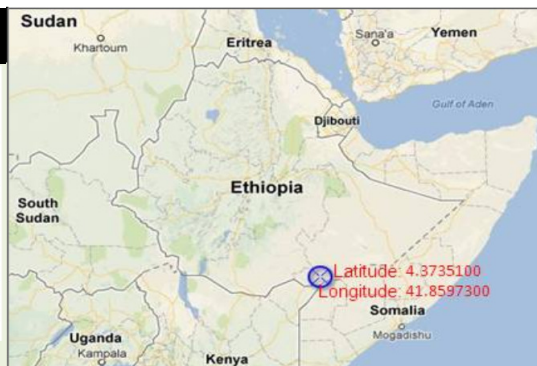 Sudan
Khartoum
Eritrea
Sana'a
Yemen
Gulf of Aden
Djibouti
Ethiopia
South
Sudan
Latitude: 4.3735100
Longitude: 41.8597300
Somalia
Mogadishu
Uganda
Kampala
Kenya